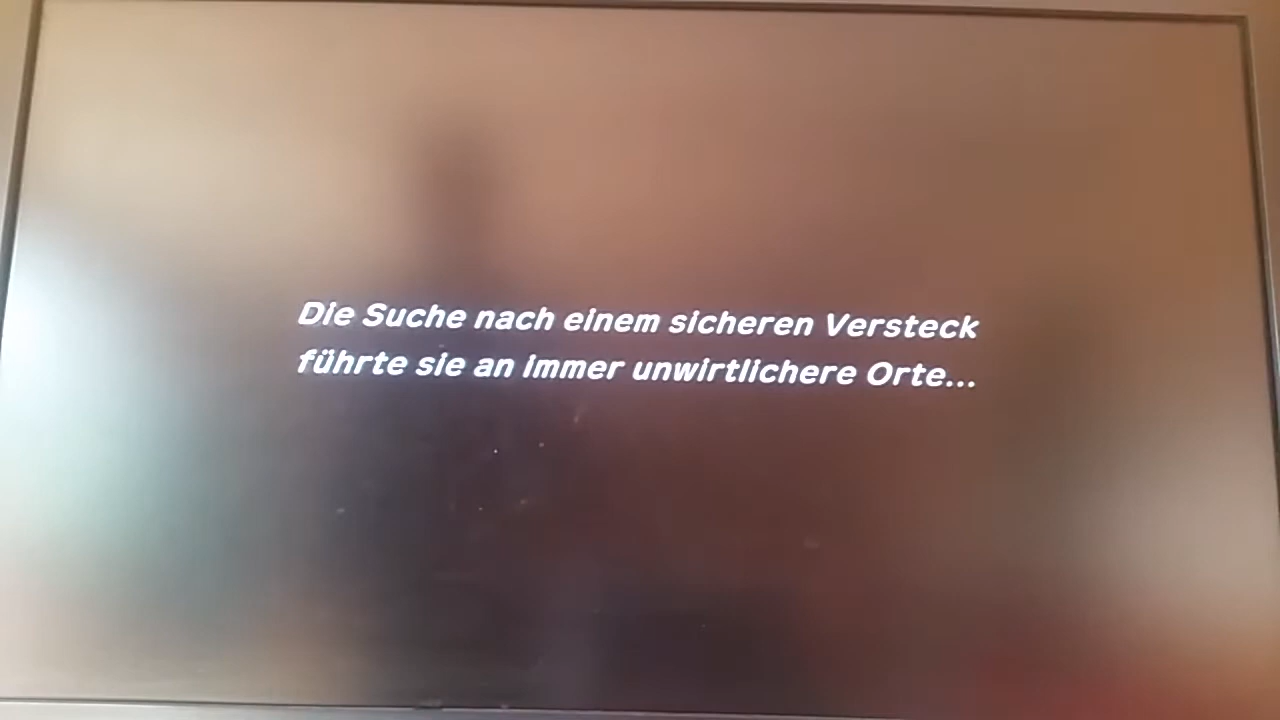 Die Suche nach einem sicheren Versteck
führte sie an immer unwirtlichere Orte...